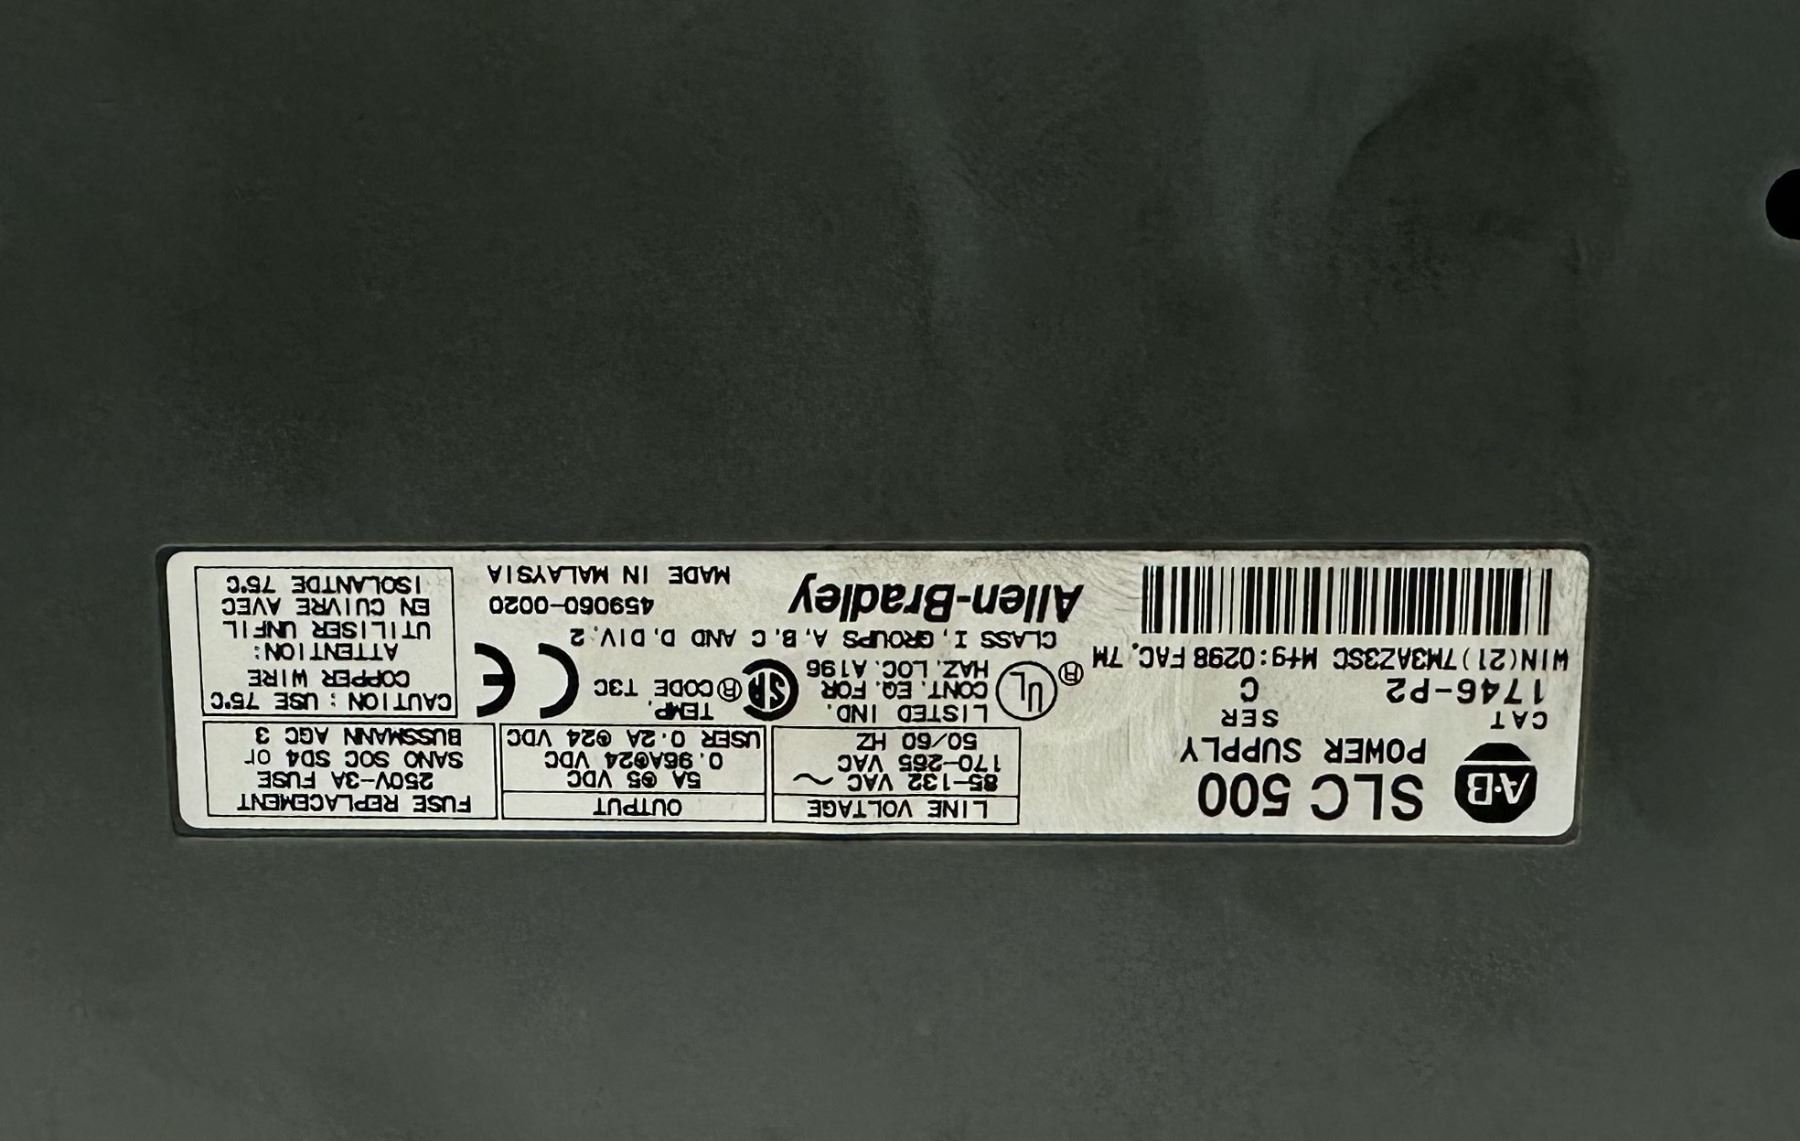 A·B
SLC 500
POWER SUPPLY
CAT SER
1746-P2 C
WIN(21)7M3AZ3SC Mfg:0298 FAC.7M
LINE VOLTAGE
85-132 VAC ~
170-265 VAC
50/60 HZ
OUTPUT
5A @5 VDC
0.96A@24 VDC
USER 0.2A @24 VDC
FUSE REPLACEMENT
250V-3A FUSE
SANO SOC SD4 or
BUSSMANN AGC 3
UL ®
LISTED IND.
CONT. EQ. FOR
HAZ. LOC. A196
SA ®
TEMP.
CODE T3C
CE
CLASS I, GROUPS A, B, C AND D, DIV. 2
Allen-Bradley
459060-0020
MADE IN MALAYSIA
CAUTION: USE 75°C
COPPER WIRE
ATTENTION:
UTILISER UNFIL
EN CUIVRE AVEC
ISOLANTDE 75°C